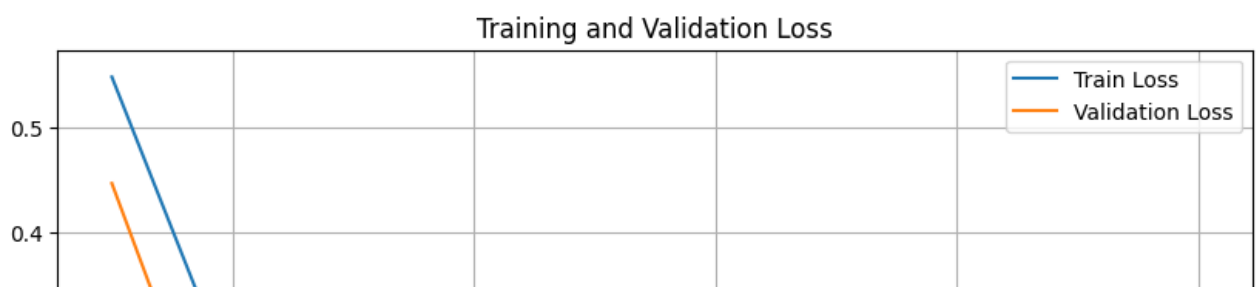 Training and Validation Loss
Train Loss
Validation Loss
0.5
0.4